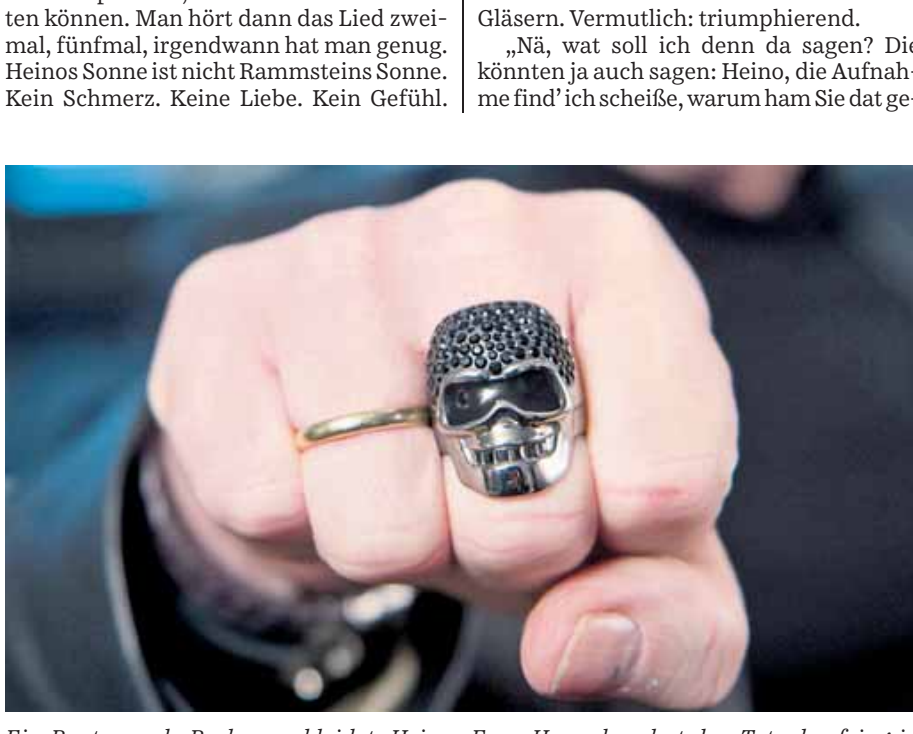 ten können. Man hört dann das Lied zwei-
mal, fünfmal, irgendwann hat man genug.
Heinos Sonne ist nicht Rammsteins Sonne.
Kein Schmerz. Keine Liebe. Kein Gefühl.
Gläsern. Vermutlich: triumphierend.
„Nä, wat soll ich denn da sagen? Die
könnten ja auch sagen: Heino, die Aufnah-
me find’ ich scheiße, warum ham Sie dat ge-